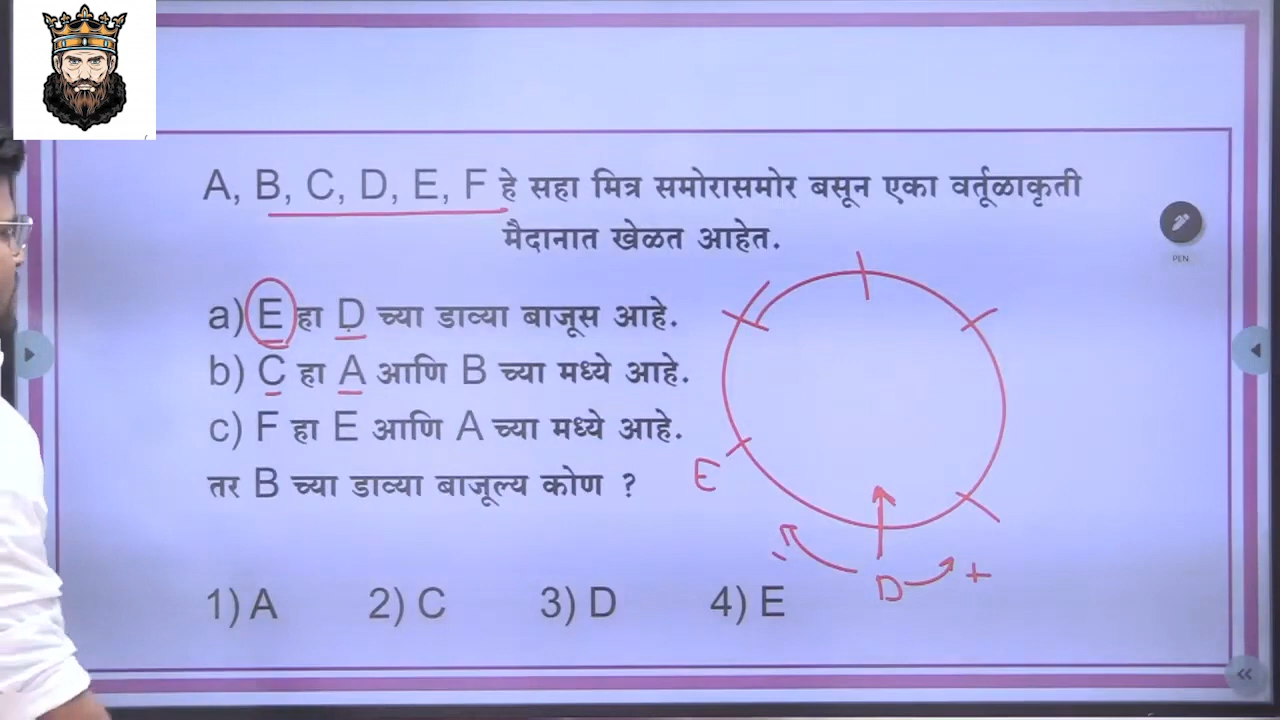 A, B, C, D, E, F हे सहा मित्र समोरासमोर बसून एका वर्तूळाकृती
मैदानात खेळत आहेत.
a) E हा D च्या डाव्या बाजूस आहे.
b) C हा A आणि B च्या मध्ये आहे.
c) F हा E आणि A च्या मध्ये आहे.
तर B च्या डाव्या बाजूल्य कोण ?
1) A 2) C 3) D 4) E
E
- D +
PEN